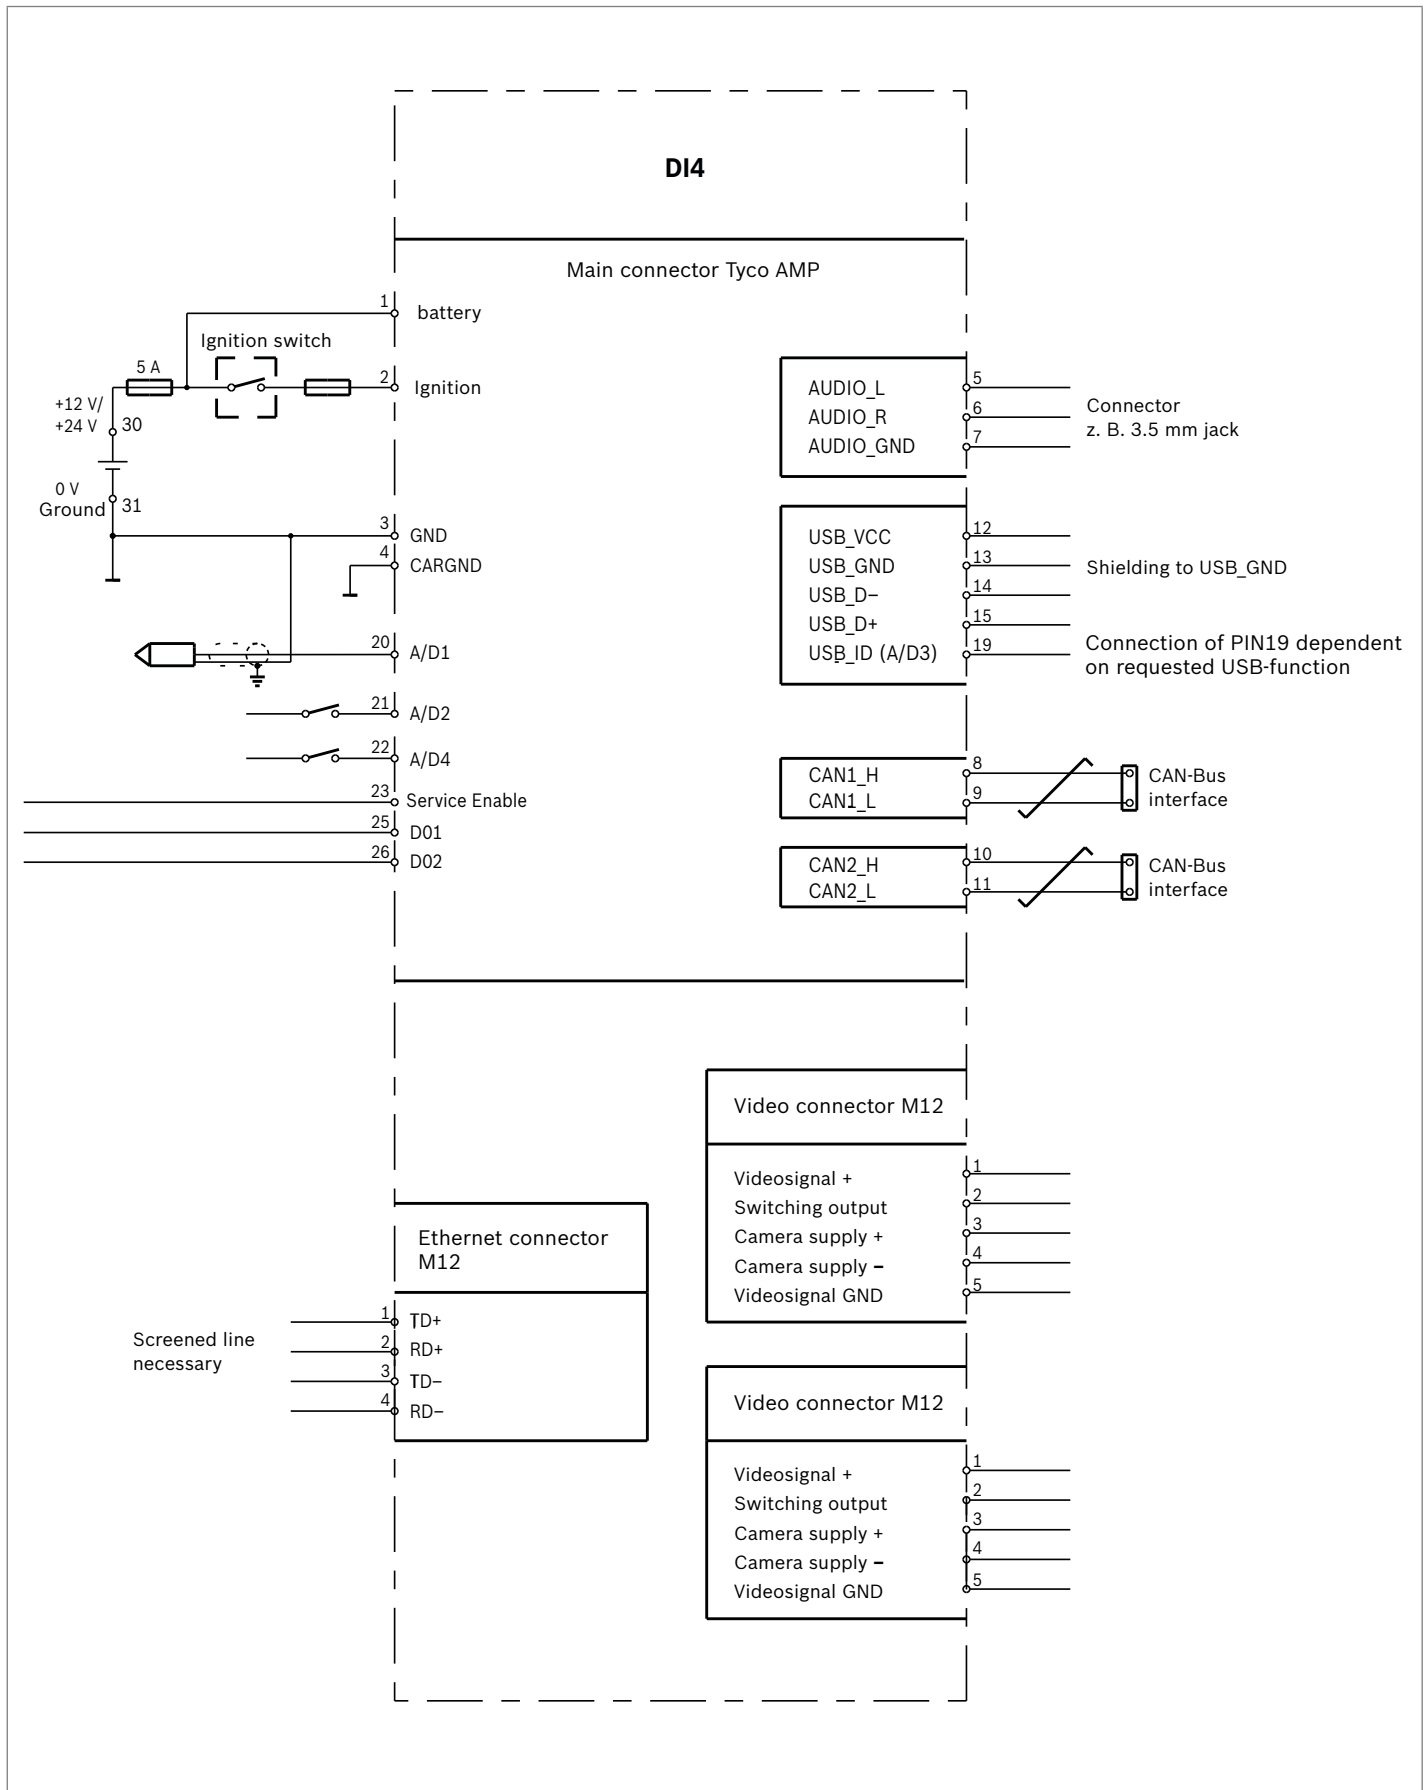 DI4
Main connector Tyco AMP
1
battery
Ignition switch
5 A
2
Ignition
+12 V/
+24 V
30
0 V
Ground
31
3
GND
4
CARGND
20
A/D1
21
A/D2
22
A/D4
23
Service Enable
25
D01
26
D02
AUDIO_L
5
AUDIO_R
6
AUDIO_GND
7
Connector
z. B. 3.5 mm jack
USB_VCC
12
USB_GND
13
USB_D–
14
USB_D+
15
USB_ID (A/D3)
19
Shielding to USB_GND
Connection of PIN19 dependent
on requested USB-function
CAN1_H
8
CAN1_L
9
CAN-Bus
interface
CAN2_H
10
CAN2_L
11
CAN-Bus
interface
Video connector M12
Videosignal +
1
Switching output
2
Camera supply +
3
Camera supply –
4
Videosignal GND
5
Ethernet connector
M12
Screened line
necessary
1
TD+
2
RD+
3
TD–
4
RD–
Video connector M12
Videosignal +
1
Switching output
2
Camera supply +
3
Camera supply –
4
Videosignal GND
5